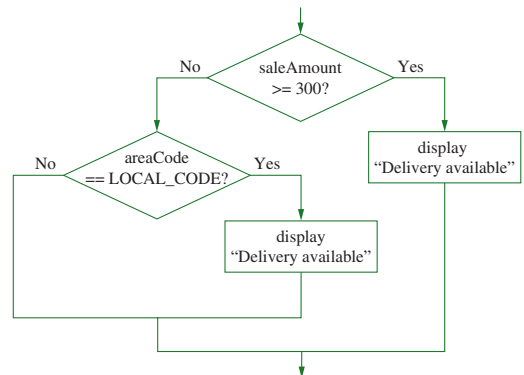 saleAmount
>= 300?
No
Yes
areaCode
== LOCAL_CODE?
No
Yes
display
“Delivery available”
display
“Delivery available”